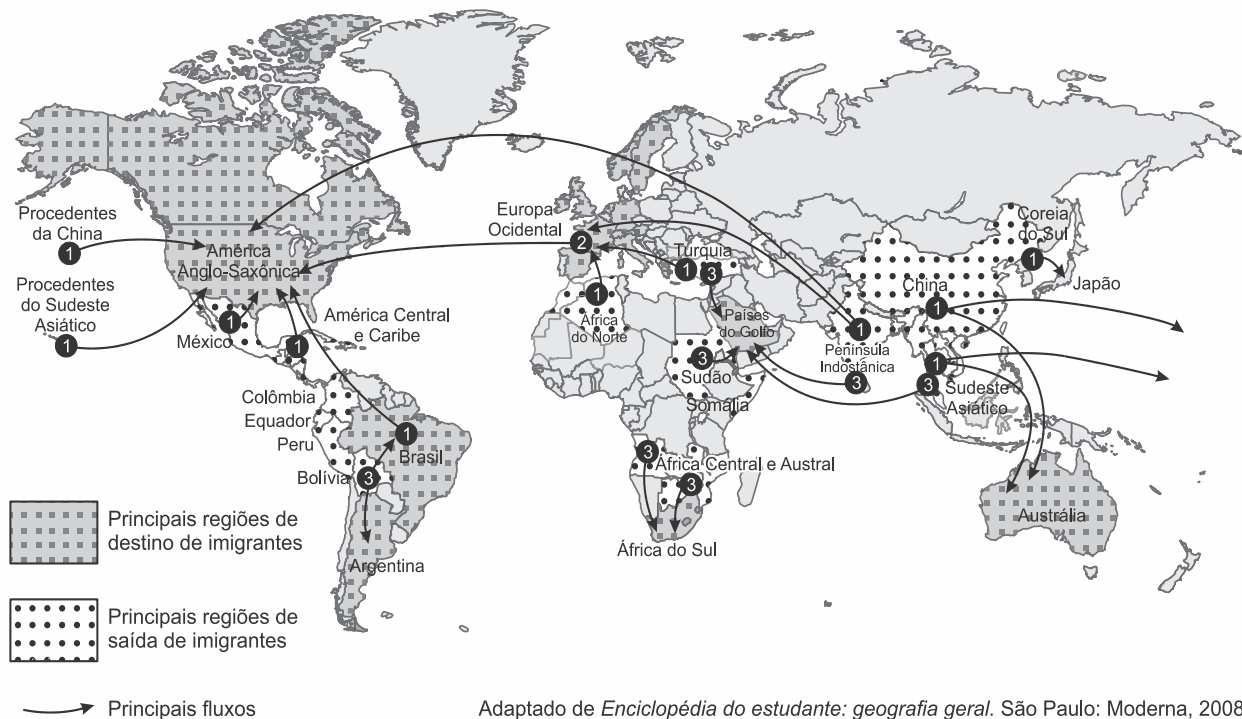 Procedentes
da China
1
Procedentes
do Sudeste
Asiático
1
América
Anglo-Saxônica
1
México
1
América Central
e Caribe
Colômbia
Equador
Peru
Bolívia
3
1
Brasil
Argentina
Europa
Ocidental
2
Turquia
1
3
1
África
do Norte
Países
do Golfo
3
Sudão
Somália
3
África Central e Austral
3
África do Sul
1
Península
Indostânica
3
China
1
Coreia
do Sul
1
Japão
1
3
Sudeste
Asiático
Austrália
Principais regiões de
destino de imigrantes
Principais regiões de
saída de imigrantes
Principais fluxos
Adaptado de Enciclopédia do estudante: geografia geral. São Paulo: Moderna, 2008